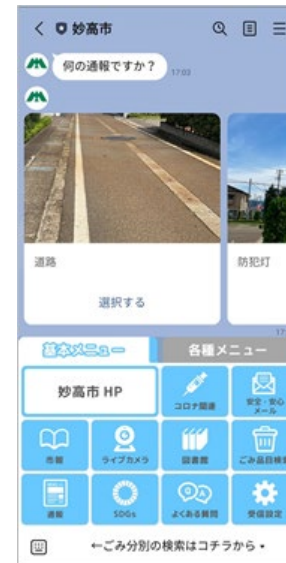 妙高市
何の通報ですか?
17:03
道路
防犯灯
選択する
17
基本メニュー
各種メニュー
妙高市 HP
コロナ関連
安全・安心
メール
市報
ライブカメラ
図書館
ごみ品目検索
通報
SDGs
Q A
よくある質問
受信設定
←ごみ分別の検索はコチラから・